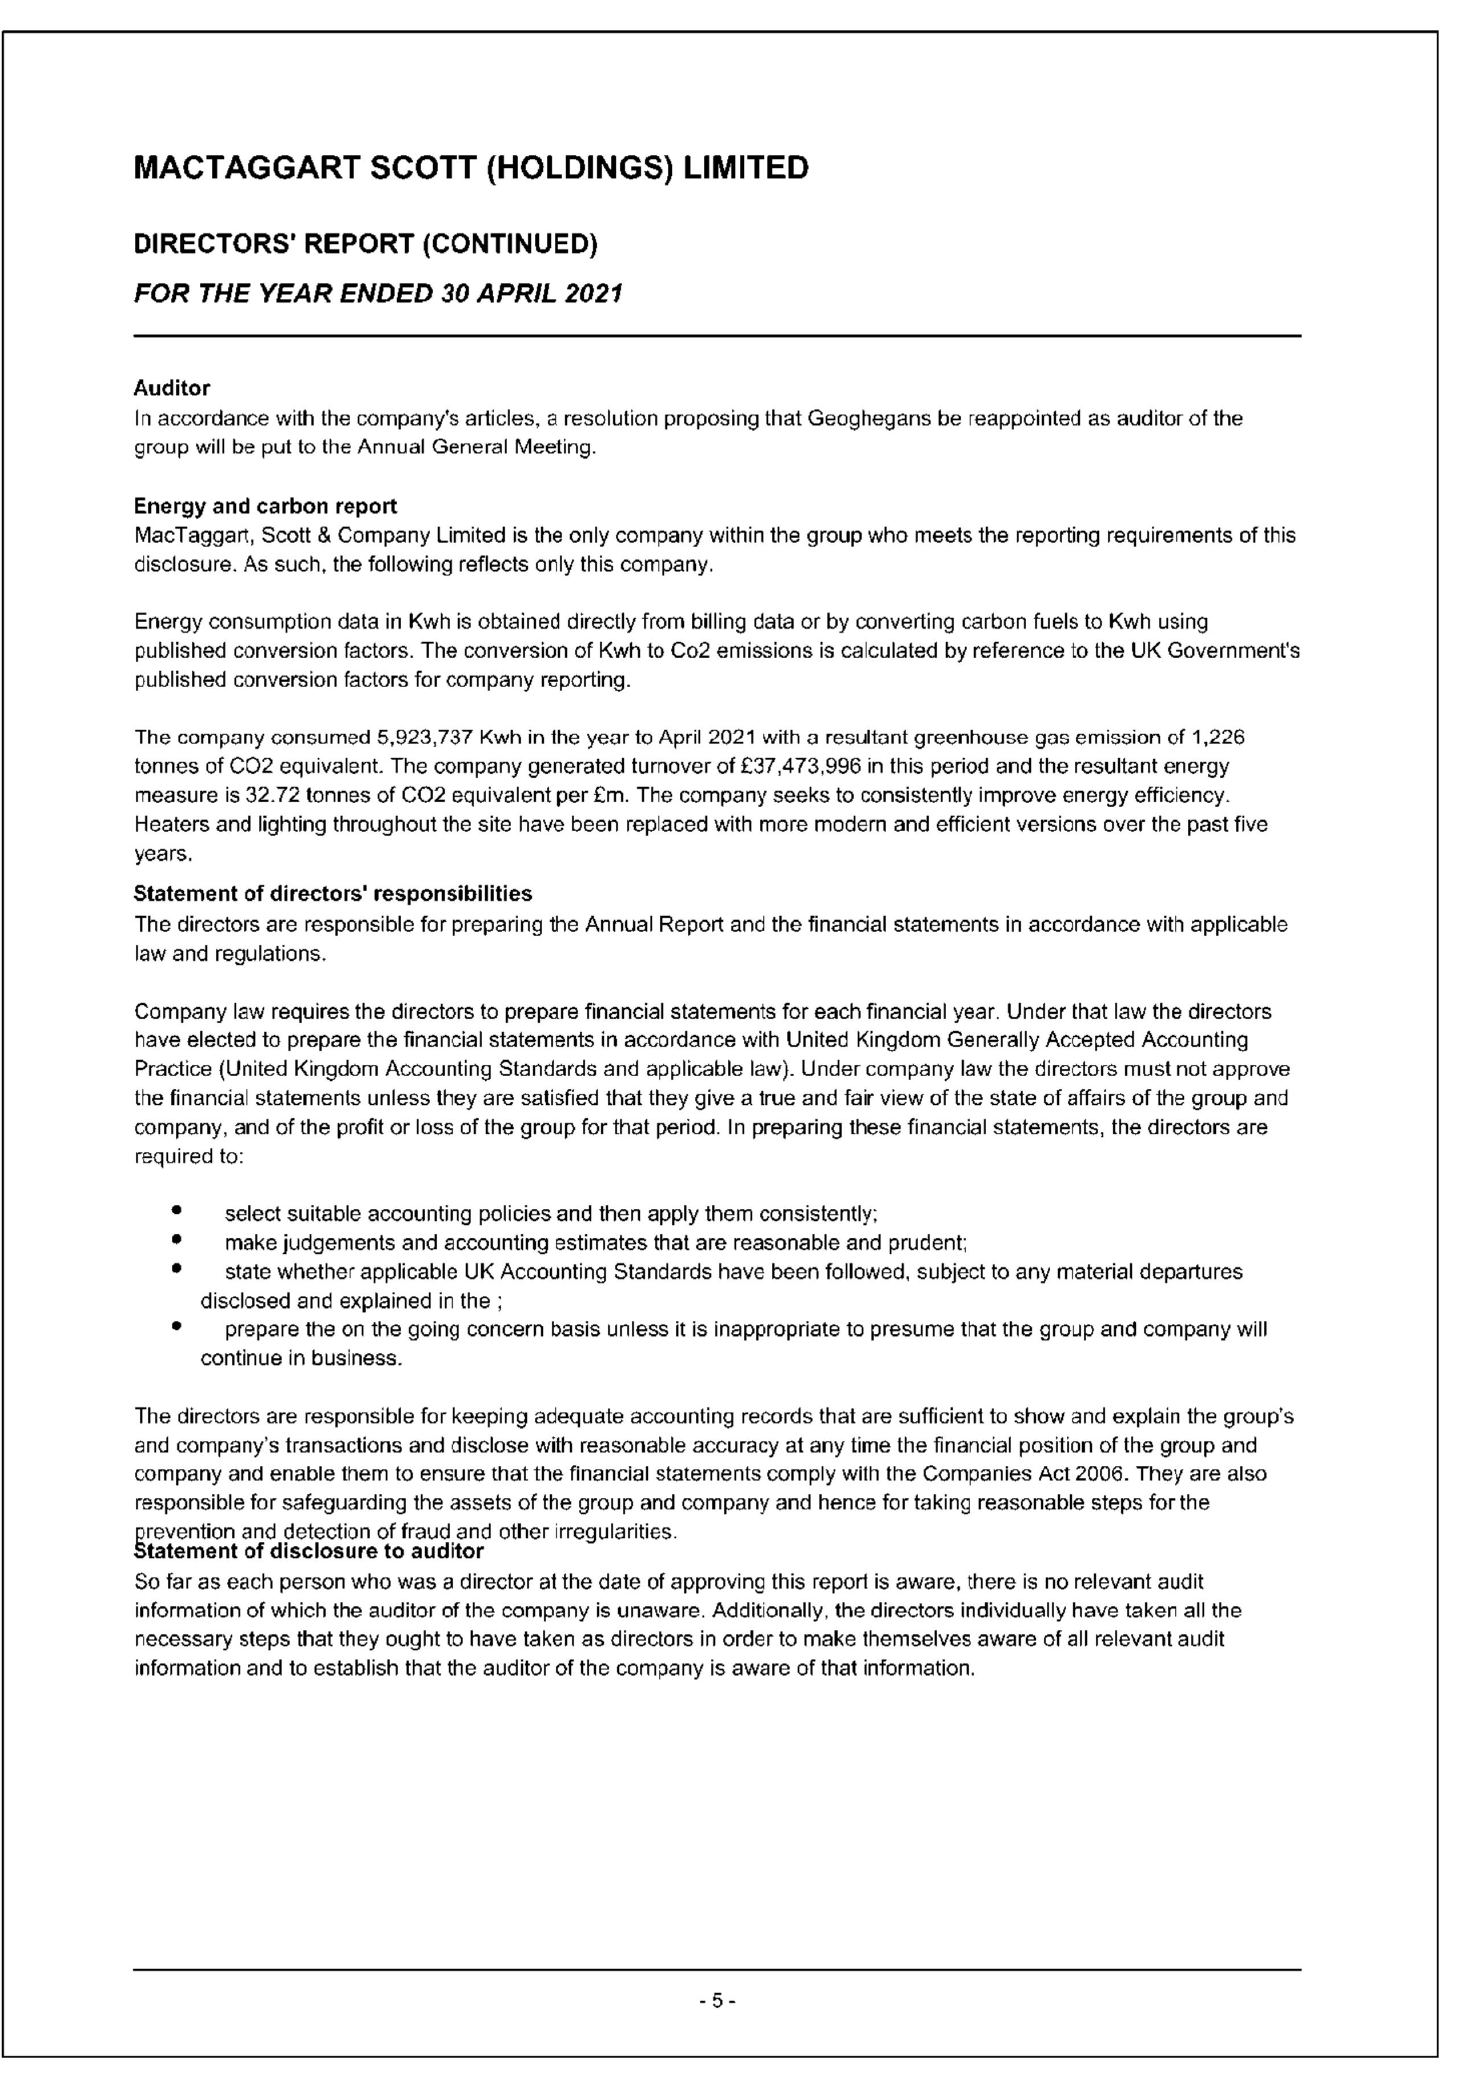 MACTAGGART SCOTT (HOLDINGS) LIMITED
DIRECTORS' REPORT (CONTINUED)
FOR THE YEAR ENDED 30 APRIL 2021
Auditor
In accordance with the company's articles, a resolution proposing that Geoghegans be reappointed as auditor of the
group will be put to the Annual General Meeting.
Energy and carbon report
MacTaggart, Scott & Company Limited is the only company within the group who meets the reporting requirements of this
disclosure. As such, the following reflects only this company.
Energy consumption data in Kwh is obtained directly from billing data or by converting carbon fuels to Kwh using
published conversion factors. The conversion of Kwh to Co2 emissions is calculated by reference to the UK Government's
published conversion factors for company reporting.
The company consumed 5,923,737 Kwh in the year to April 2021 with a resultant greenhouse gas emission of 1,226
tonnes of CO2 equivalent. The company generated turnover of £37,473,996 in this period and the resultant energy
measure is 32.72 tonnes of CO2 equivalent per £m. The company seeks to consistently improve energy efficiency.
Heaters and lighting throughout the site have been replaced with more modern and efficient versions over the past five
years.
Statement of directors' responsibilities
The directors are responsible for preparing the Annual Report and the financial statements in accordance with applicable
law and regulations.
Company law requires the directors to prepare financial statements for each financial year. Under that law the directors
have elected to prepare the financial statements in accordance with United Kingdom Generally Accepted Accounting
Practice (United Kingdom Accounting Standards and applicable law). Under company law the directors must not approve
the financial statements unless they are satisfied that they give a true and fair view of the state of affairs of the group and
company, and of the profit or loss of the group for that period. In preparing these financial statements, the directors are
required to:
• select suitable accounting policies and then apply them consistently;
• make judgements and accounting estimates that are reasonable and prudent;
• state whether applicable UK Accounting Standards have been followed, subject to any material departures
disclosed and explained in the ;
• prepare the on the going concern basis unless it is inappropriate to presume that the group and company will
continue in business.
The directors are responsible for keeping adequate accounting records that are sufficient to show and explain the group's
and company's transactions and disclose with reasonable accuracy at any time the financial position of the group and
company and enable them to ensure that the financial statements comply with the Companies Act 2006. They are also
responsible for safeguarding the assets of the group and company and hence for taking reasonable steps for the
prevention and detection of fraud and other irregularities.
Statement of disclosure to auditor
So far as each person who was a director at the date of approving this report is aware, there is no relevant audit
information of which the auditor of the company is unaware. Additionally, the directors individually have taken all the
necessary steps that they ought to have taken as directors in order to make themselves aware of all relevant audit
information and to establish that the auditor of the company is aware of that information.
- 5 -